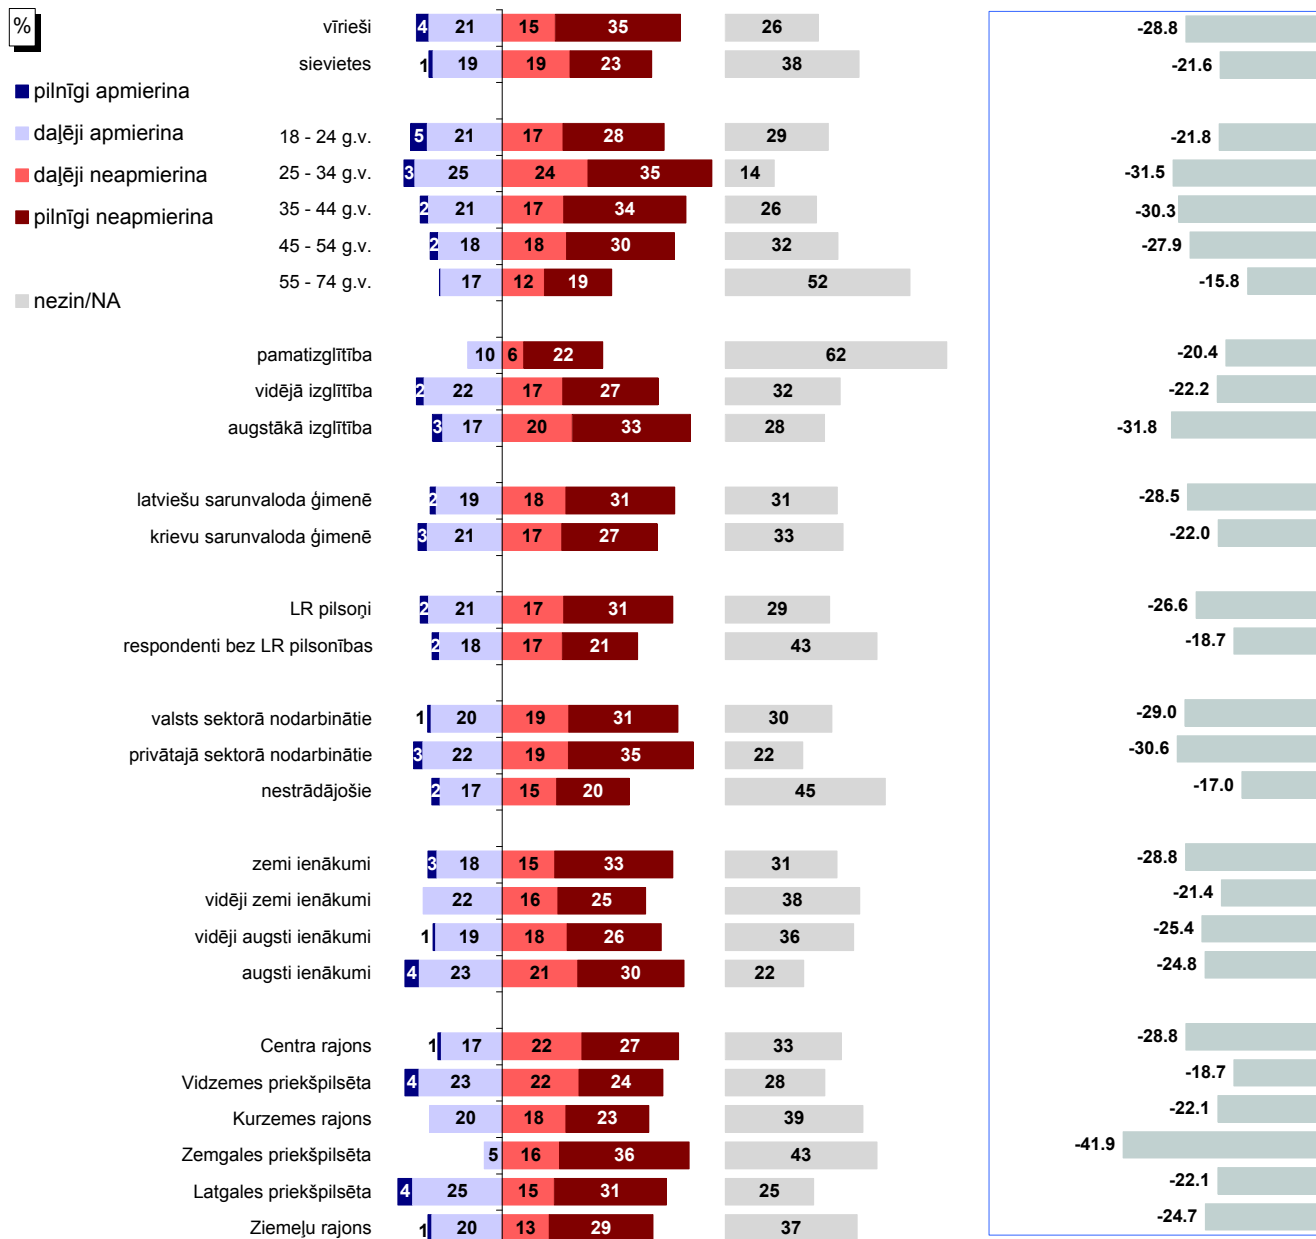 %
pilnīgi apmierina
daļēji apmierina
daļēji neapmierina
pilnīgi neapmierina
nezin/NA
vīrieši 4 21 15 35 26 -28.8
sievietes 1 19 19 23 38 -21.6
18 - 24 g.v. 5 21 17 28 29 -21.8
25 - 34 g.v. 3 25 24 35 14 -31.5
35 - 44 g.v. 2 21 17 34 26 -30.3
45 - 54 g.v. 2 18 18 30 32 -27.9
55 - 74 g.v. 17 12 19 52 -15.8
pamatizglītība 10 6 22 62 -20.4
vidējā izglītība 2 22 17 27 32 -22.2
augstākā izglītība 3 17 20 33 28 -31.8
latviešu sarunvaloda ģimenē 2 19 18 31 31 -28.5
krievu sarunvaloda ģimenē 3 21 17 27 33 -22.0
LR pilsoņi 2 21 17 31 29 -26.6
respondenti bez LR pilsonības 2 18 17 21 43 -18.7
valsts sektorā nodarbinātie 1 20 19 31 30 -29.0
privātajā sektorā nodarbinātie 3 22 19 35 22 -30.6
nestrādājošie 2 17 15 20 45 -17.0
zemi ienākumi 3 18 15 33 31 -28.8
vidēji zemi ienākumi 22 16 25 38 -21.4
vidēji augsti ienākumi 1 19 18 26 36 -25.4
augsti ienākumi 4 23 21 30 22 -24.8
Centra rajons 1 17 22 27 33 -28.8
Vidzemes priekšpilsēta 4 23 22 24 28 -18.7
Kurzemes rajons 20 18 23 39 -22.1
Zemgales priekšpilsēta 5 16 36 43 -41.9
Latgales priekšpilsēta 4 25 15 31 25 -22.1
Ziemeļu rajons 1 20 13 29 37 -24.7